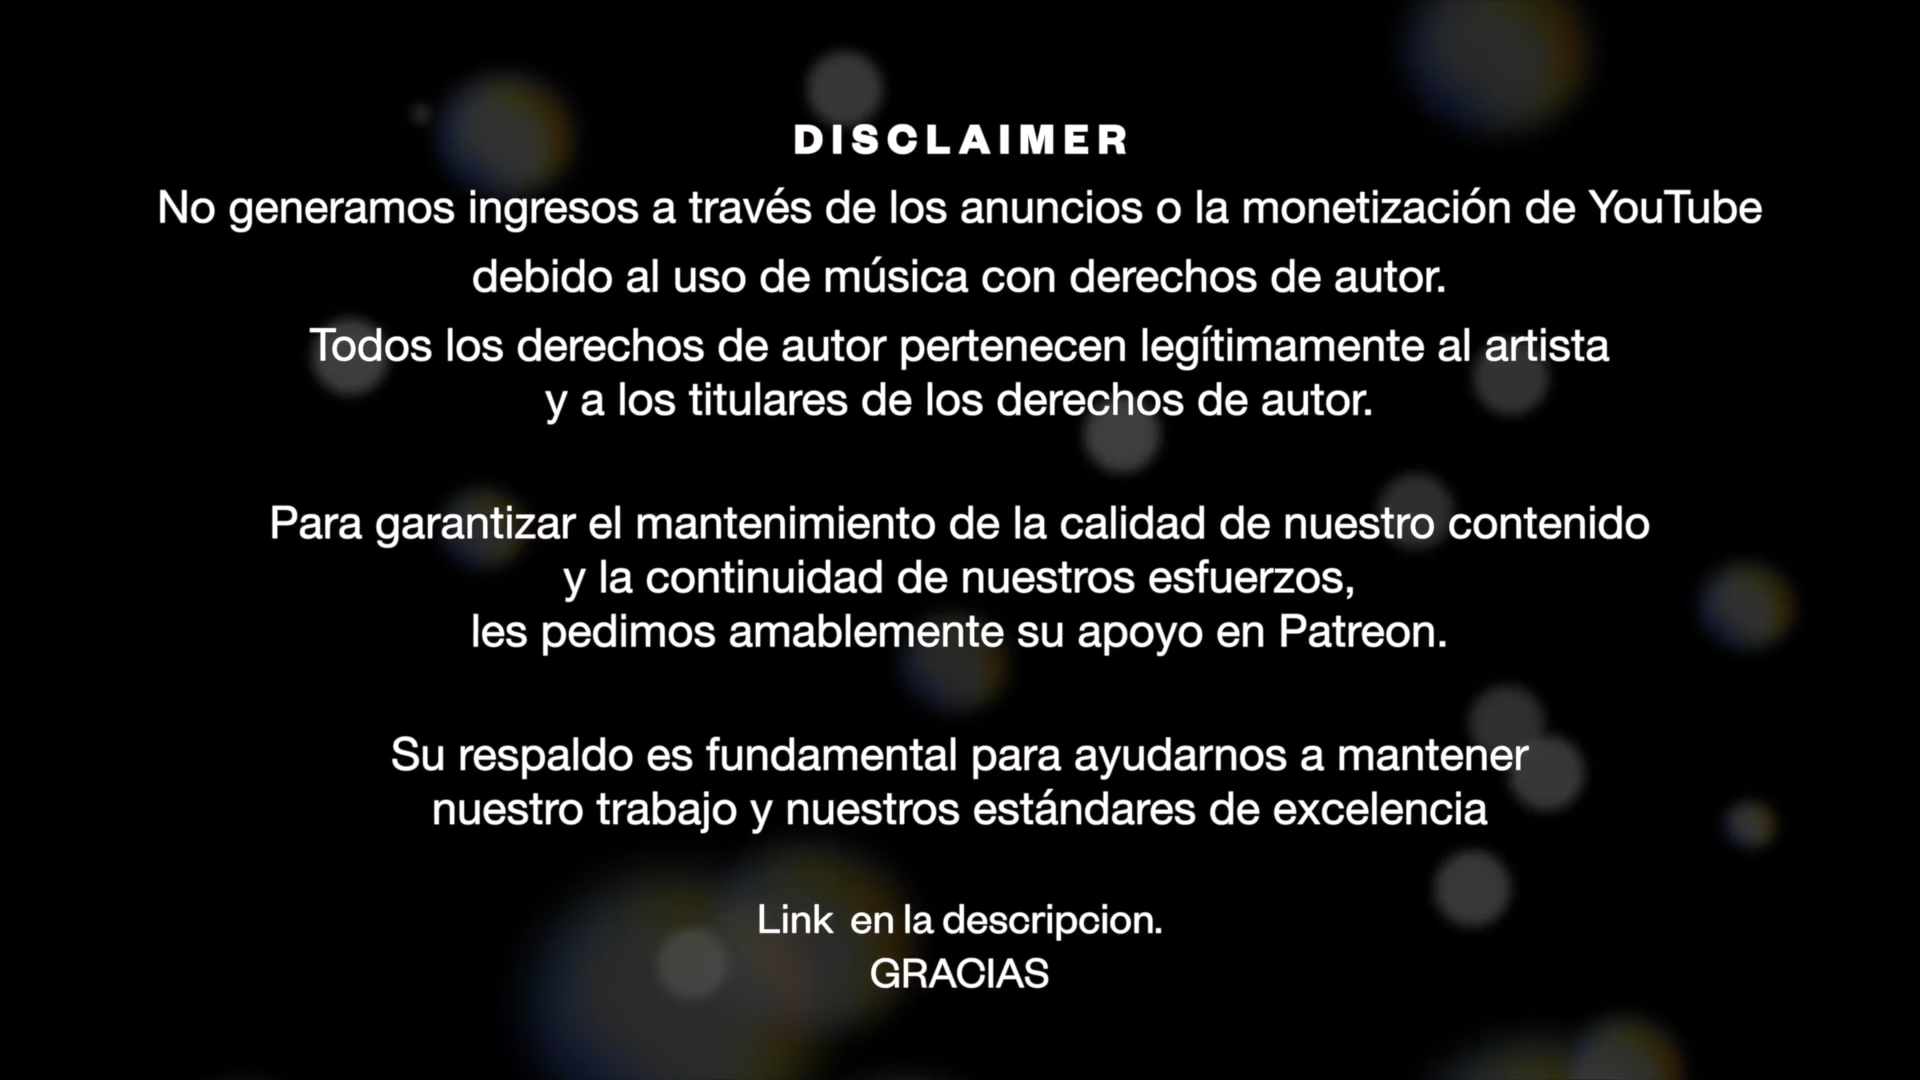 DISCLAIMER
No generamos ingresos a través de los anuncios o la monetización de YouTube
debido al uso de música con derechos de autor.
Todos los derechos de autor pertenecen legítimamente al artista
y a los titulares de los derechos de autor.
Para garantizar el mantenimiento de la calidad de nuestro contenido
y la continuidad de nuestros esfuerzos,
les pedimos amablemente su apoyo en Patreon.
Su respaldo es fundamental para ayudarnos a mantener
nuestro trabajo y nuestros estándares de excelencia
Link en la descripcion.
GRACIAS